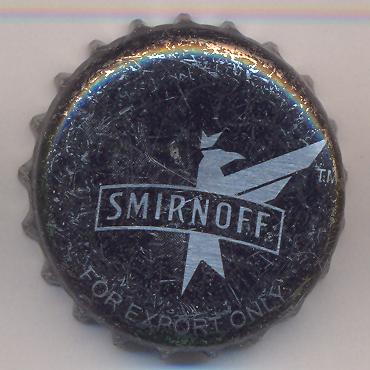 TM
SMIRNOFF
FOR EXPORT ONLY